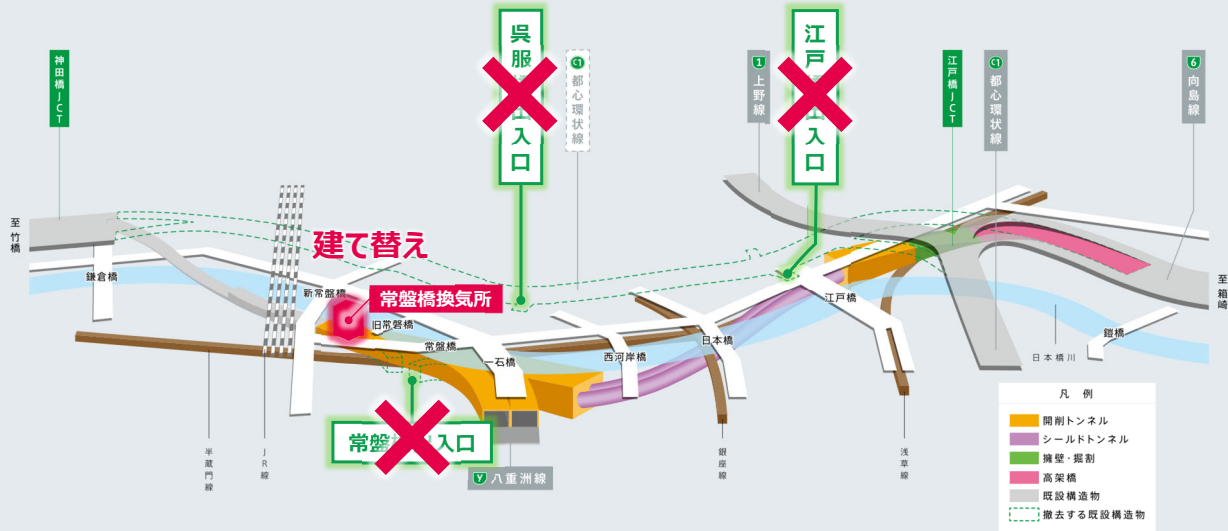 神田橋JCT
呉服
出入口
C1 都心環状線
1 上野線
江戸
出入口
江戸橋JCT
C1 都心環状線
6 向島線
至 竹橋
鎌倉橋
建て替え
新常盤橋
常盤橋換気所
旧常磐橋
常盤橋
一石橋
西河岸橋
日本橋
江戸橋
鎧橋
日本橋川
至 箱崎
常盤
入口
半蔵門線
JR線
Y 八重洲線
銀座線
浅草線
凡 例
開削トンネル
シールドトンネル
擁壁・掘割
高架橋
既設構造物
撤去する既設構造物